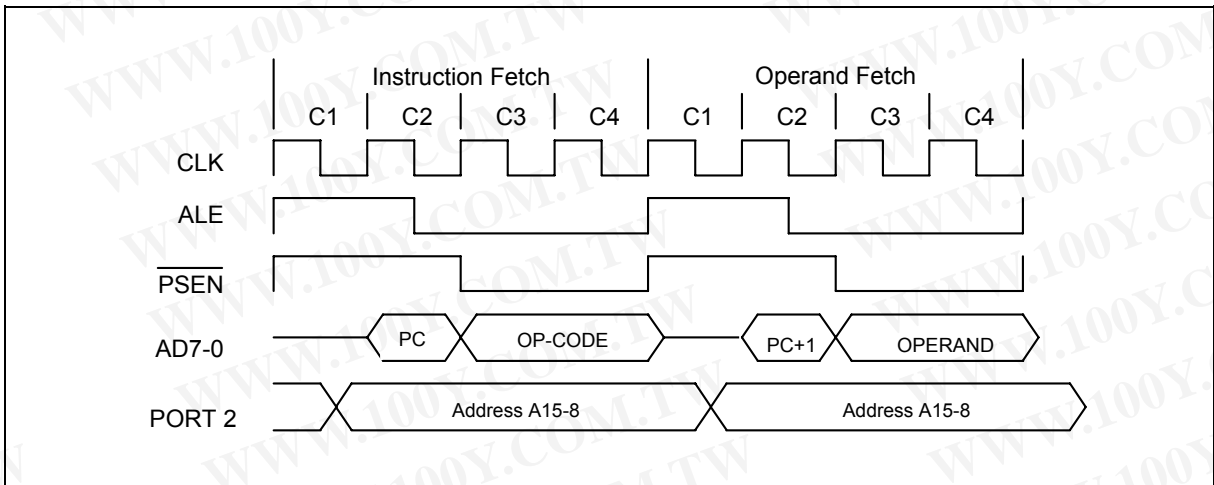 Instruction Fetch Operand Fetch
C1 C2 C3 C4 C1 C2 C3 C4
CLK
ALE
PSEN
AD7-0 PC OP-CODE PC+1 OPERAND
PORT 2 Address A15-8 Address A15-8
WWW.100Y.COM.TW